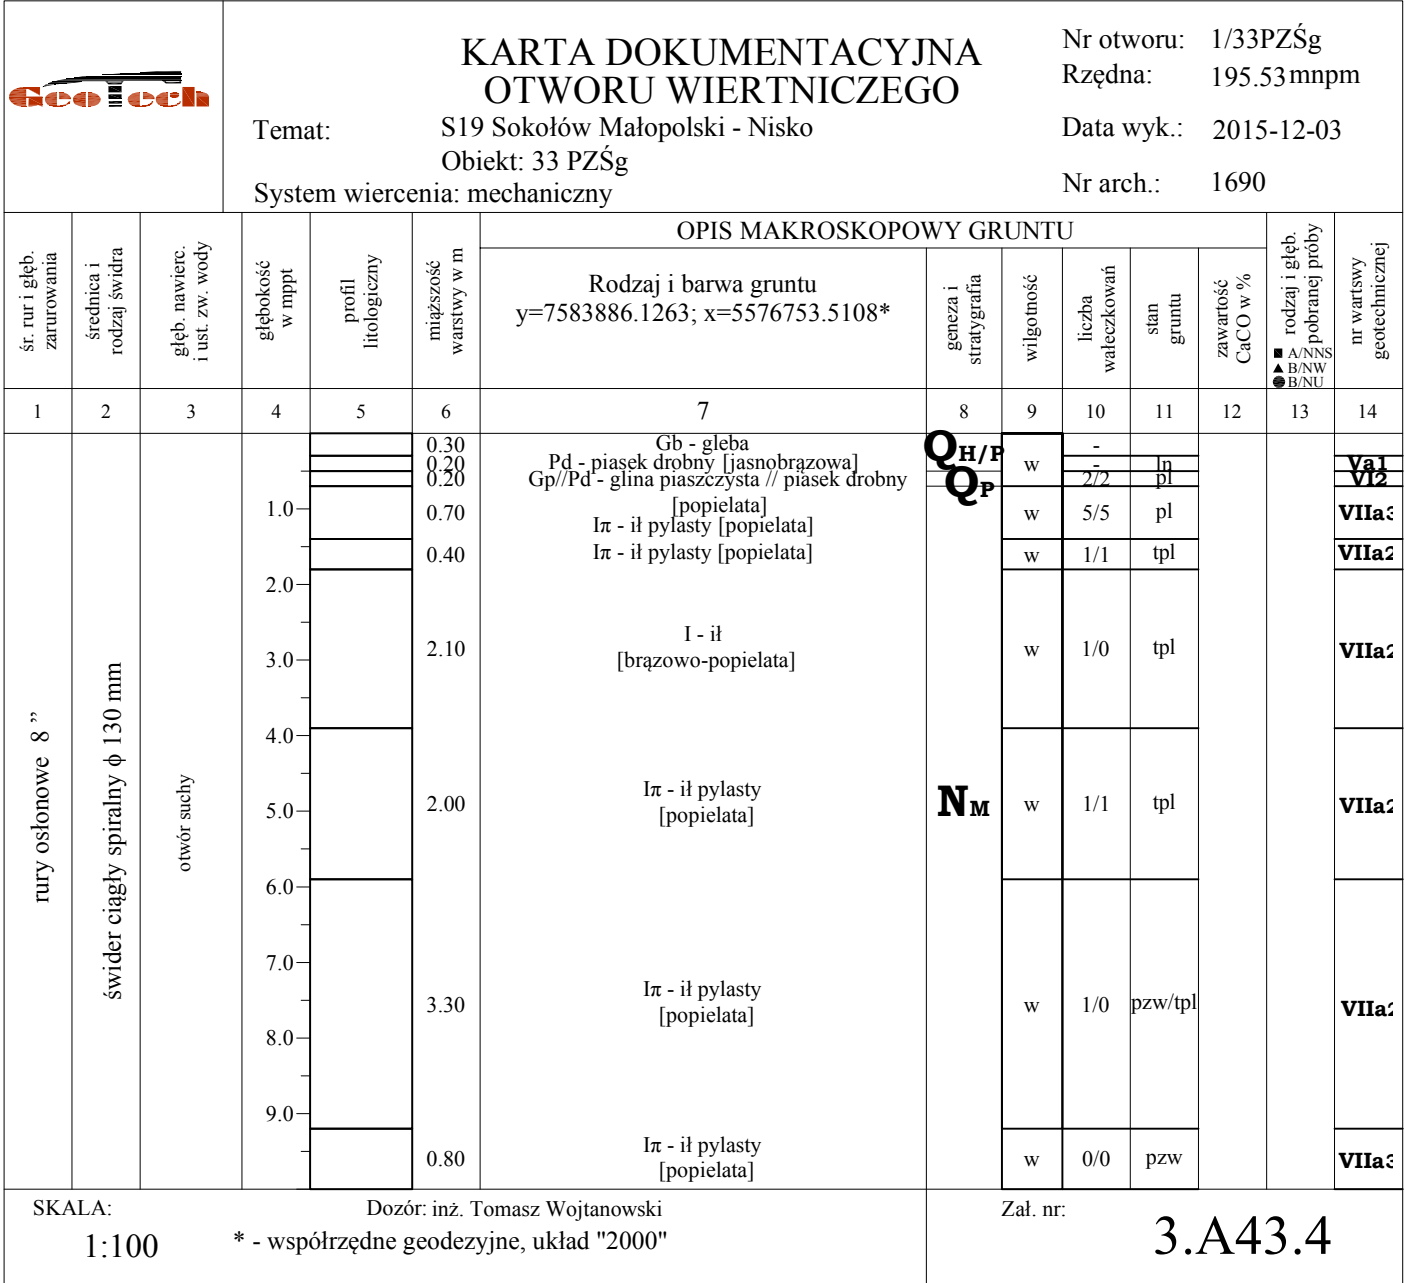 GeoTech
KARTA DOKUMENTACYJNA
OTWORU WIERTNICZEGO
Temat: S19 Sokołów Małopolski - Nisko
Obiekt: 33 PZŚg
System wiercenia: mechaniczny
Nr otworu: 1/33PZŚg
Rzędna: 195.53mnpm
Data wyk.: 2015-12-03
Nr arch.: 1690
śr. rur i głęb.
zarurowania
średnica i
rodzaj świdra
głęb. nawierc.
i ust. zw. wody
głębokość
w mppt
profil
litologiczny
miąższość
warstwy w m
OPIS MAKROSKOPOWY GRUNTU
Rodzaj i barwa gruntu
y=7583886.1263; x=5576753.5108*
geneza i
stratygrafia
wilgotność
liczba
wałeczkowań
stan
gruntu
zawartość
CaCO w %
rodzaj i głęb.
pobranej próby
A/NNS
B/NW
B/NU
nr wartswy
geotechnicznej
1 2 3 4 5 6 7 8 9 10 11 12 13 14
rury osłonowe 8 ”
świder ciągły spiralny ϕ 130 mm
otwór suchy
0.30 Gb - gleba QH/P -
0.20 Pd - piasek drobny [jasnobrązowa] w - ln Va1
0.20 Gp//Pd - glina piaszczysta // piasek drobny QP 2/2 pl VI2
[popielata]
1.0 0.70 Iπ - ił pylasty [popielata] w 5/5 pl VIIa3
0.40 Iπ - ił pylasty [popielata] w 1/1 tpl VIIa2
2.0
2.10 I - ił w 1/0 tpl VIIa2
3.0 [brązowo-popielata]
4.0
2.00 Iπ - ił pylasty NM w 1/1 tpl VIIa2
5.0 [popielata]
6.0
7.0
3.30 Iπ - ił pylasty w 1/0 pzw/tpl VIIa2
[popielata]
8.0
9.0
0.80 Iπ - ił pylasty w 0/0 pzw VIIa3
[popielata]
SKALA:
1:100
Dozór: inż. Tomasz Wojtanowski
* - współrzędne geodezyjne, układ "2000"
Zał. nr:
3.A43.4